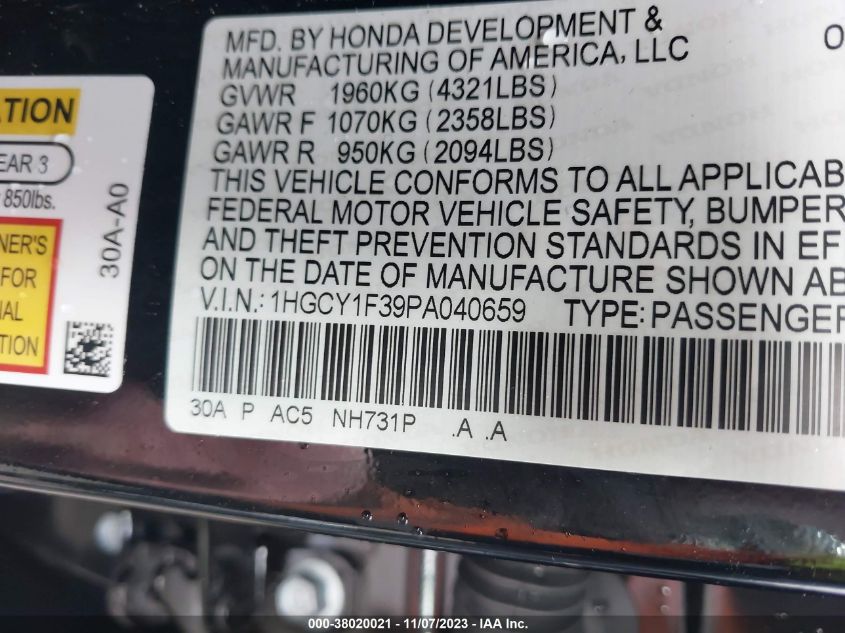 MFD. BY HONDA DEVELOPMENT &
MANUFACTURING OF AMERICA, LLC
GVWR 1960KG (4321LBS)
GAWR F 1070KG (2358LBS)
GAWR R 950KG (2094LBS)
THIS VEHICLE CONFORMS TO ALL APPLICAB
FEDERAL MOTOR VEHICLE SAFETY, BUMPER
AND THEFT PREVENTION STANDARDS IN EF
ON THE DATE OF MANUFACTURE SHOWN AB
V.I.N.: 1HGCY1F39PA040659 TYPE: PASSENGER
30A P AC5 NH731P .A .A
ATION
EAR 3
850lbs.
NER'S
FOR
NAL
TION
30A-A0
000-38020021 - 11/07/2023 - IAA Inc.